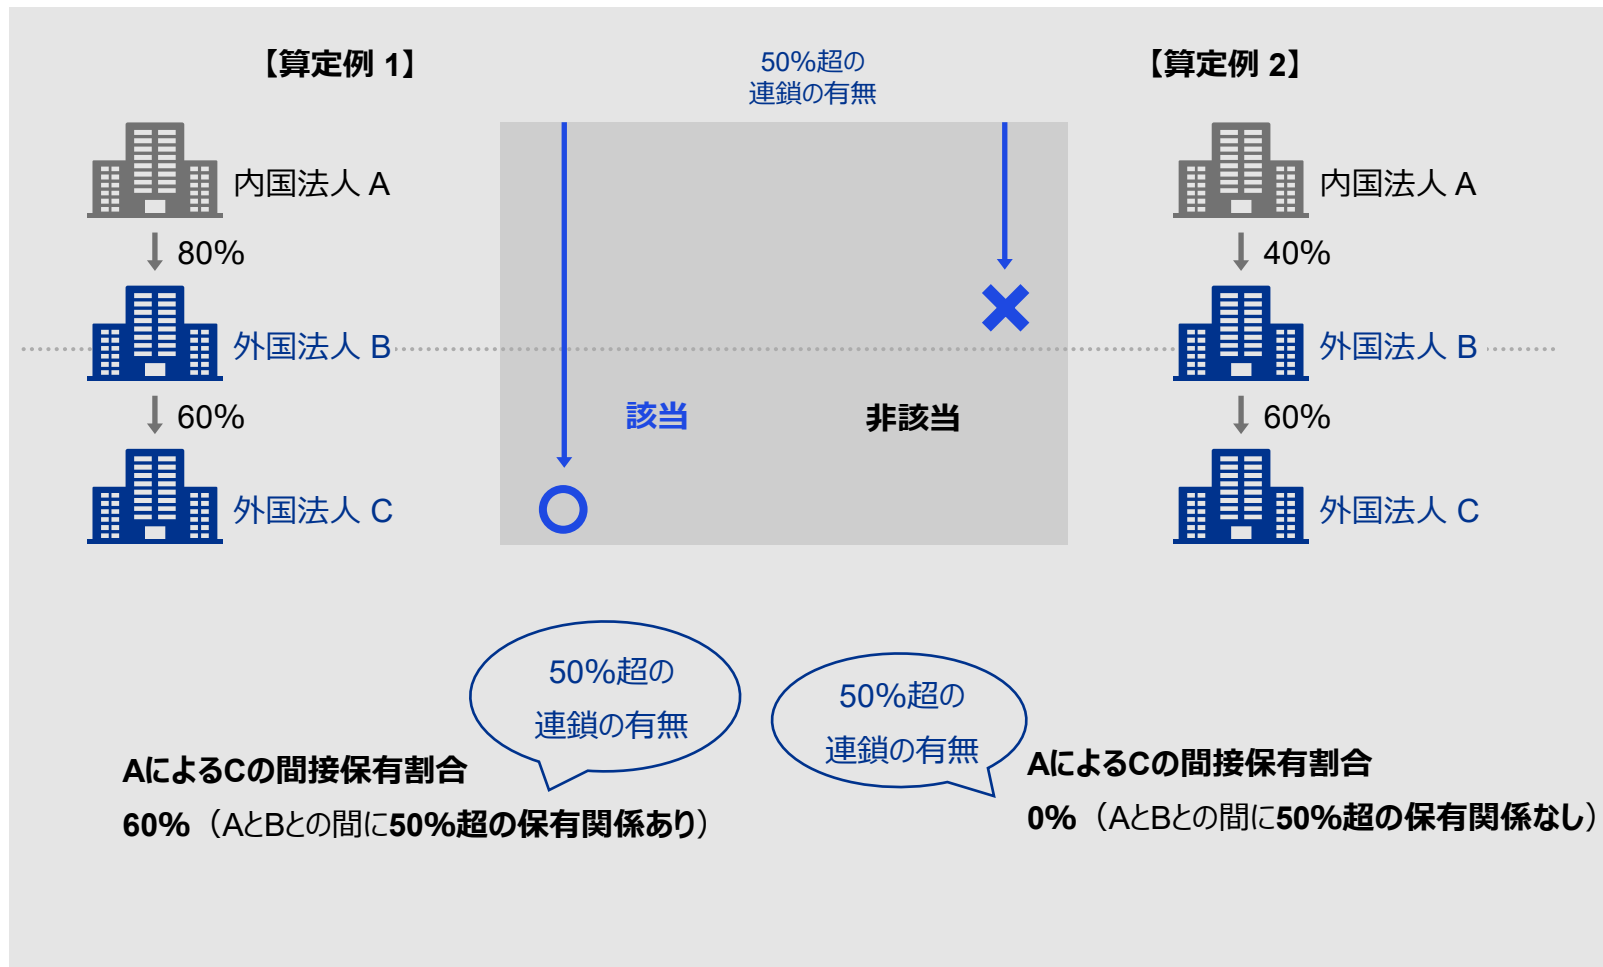 【算定例 1】
50%超の
連鎖の有無
【算定例 2】
内国法人 A
内国法人 A
80%
40%
外国法人 B
外国法人 B
60%
該当
非該当
60%
外国法人 C
外国法人 C
50%超の
連鎖の有無
50%超の
連鎖の有無
AによるCの間接保有割合
60%（AとBとの間に50%超の保有関係あり）
AによるCの間接保有割合
0%（AとBとの間に50%超の保有関係なし）